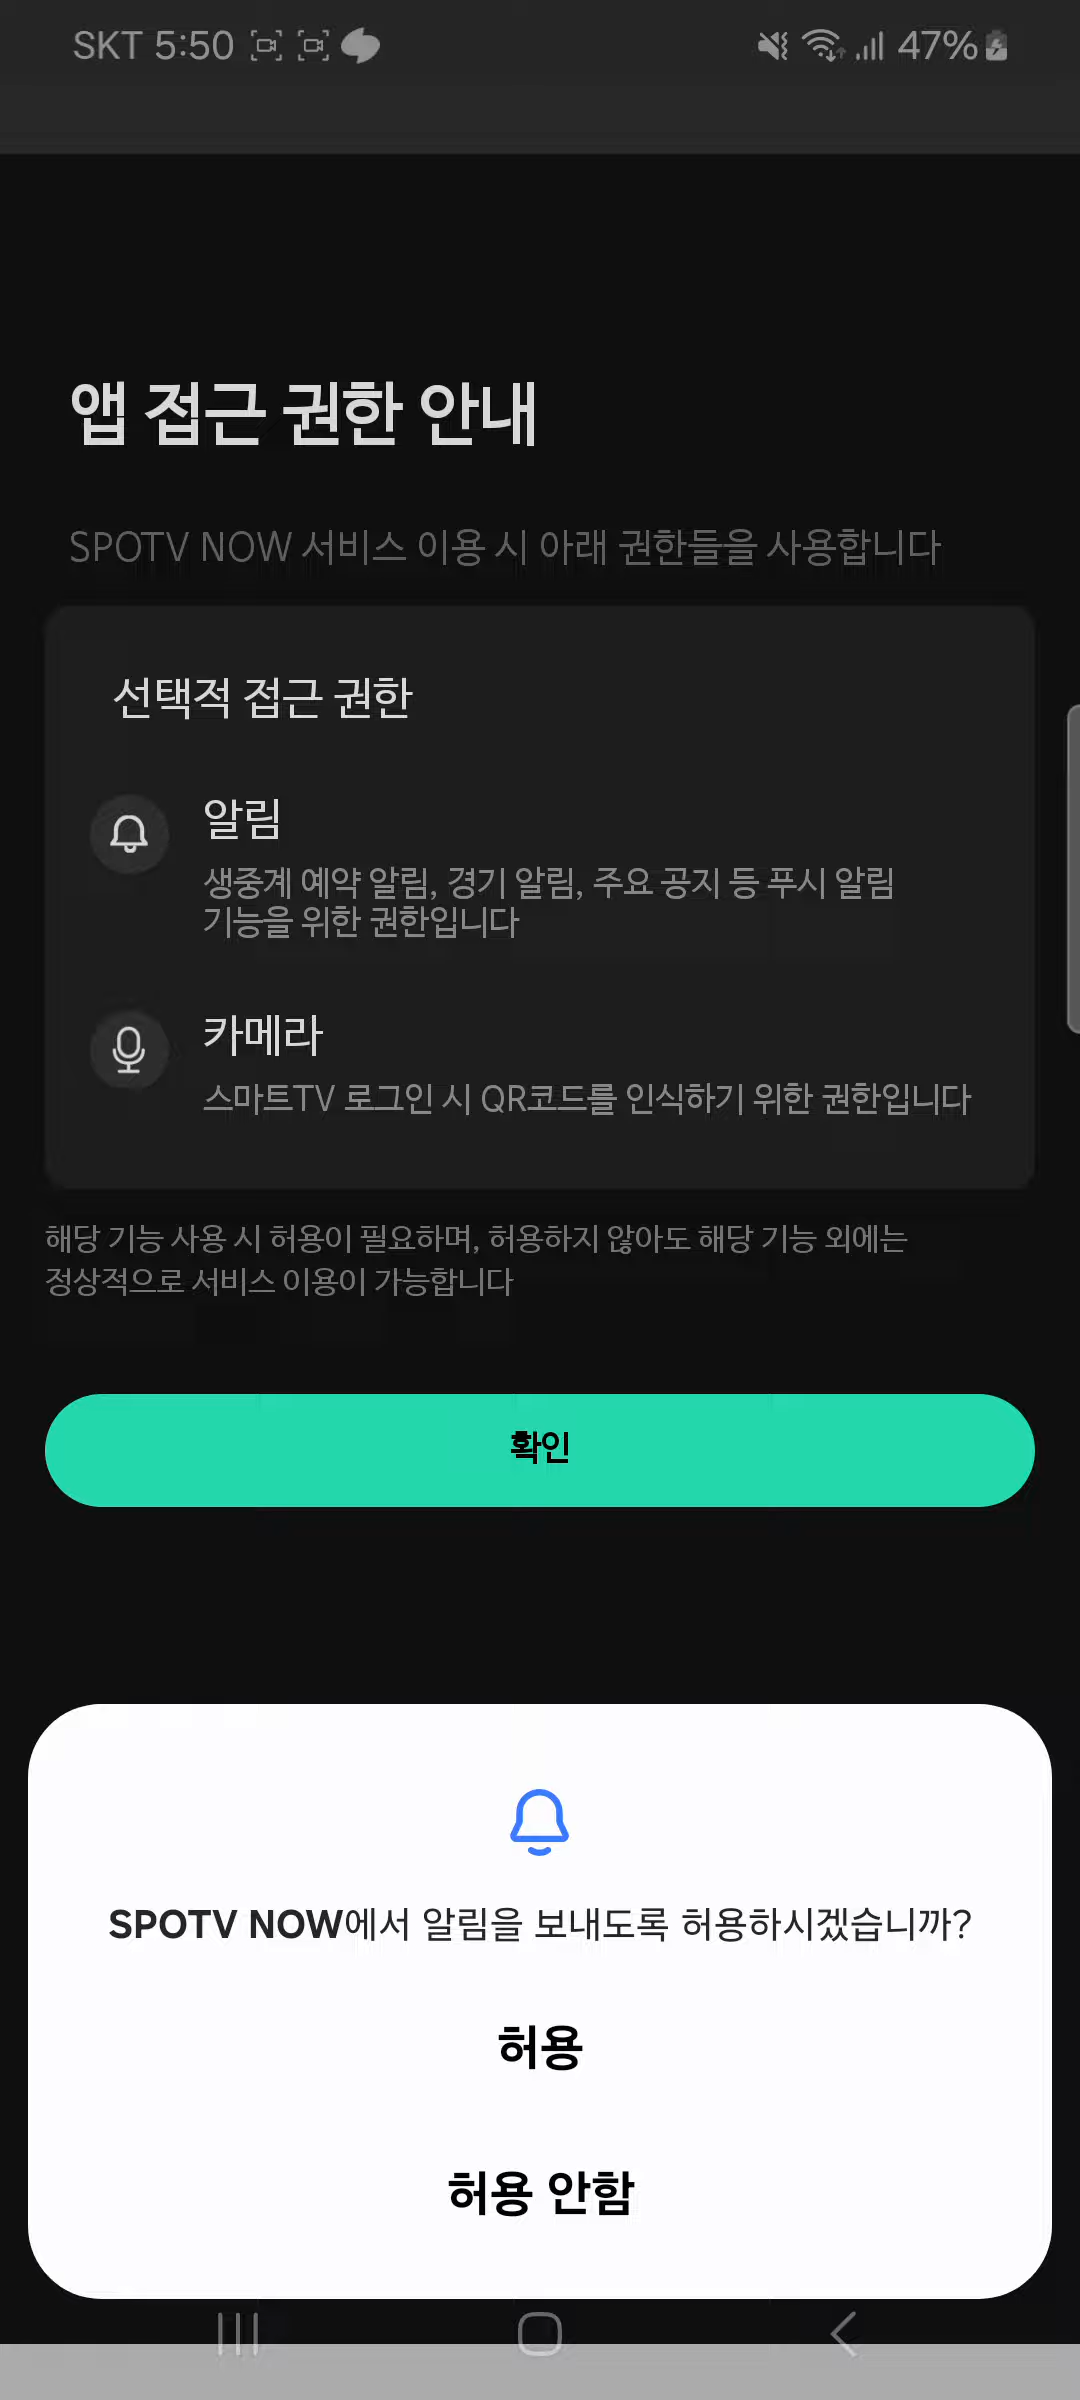 SKT 5:50
47%
앱 접근 권한 안내
SPOTV NOW 서비스 이용 시 아래 권한들을 사용합니다
선택적 접근 권한
알림
생중계 예약 알림, 경기 알림, 주요 공지 등 푸시 알림
기능을 위한 권한입니다
카메라
스마트TV 로그인 시 QR코드를 인식하기 위한 권한입니다
해당 기능 사용 시 허용이 필요하며, 허용하지 않아도 해당 기능 외에는
정상적으로 서비스 이용이 가능합니다
확인
SPOTV NOW에서 알림을 보내도록 허용하시겠습니까?
허용
허용 안함